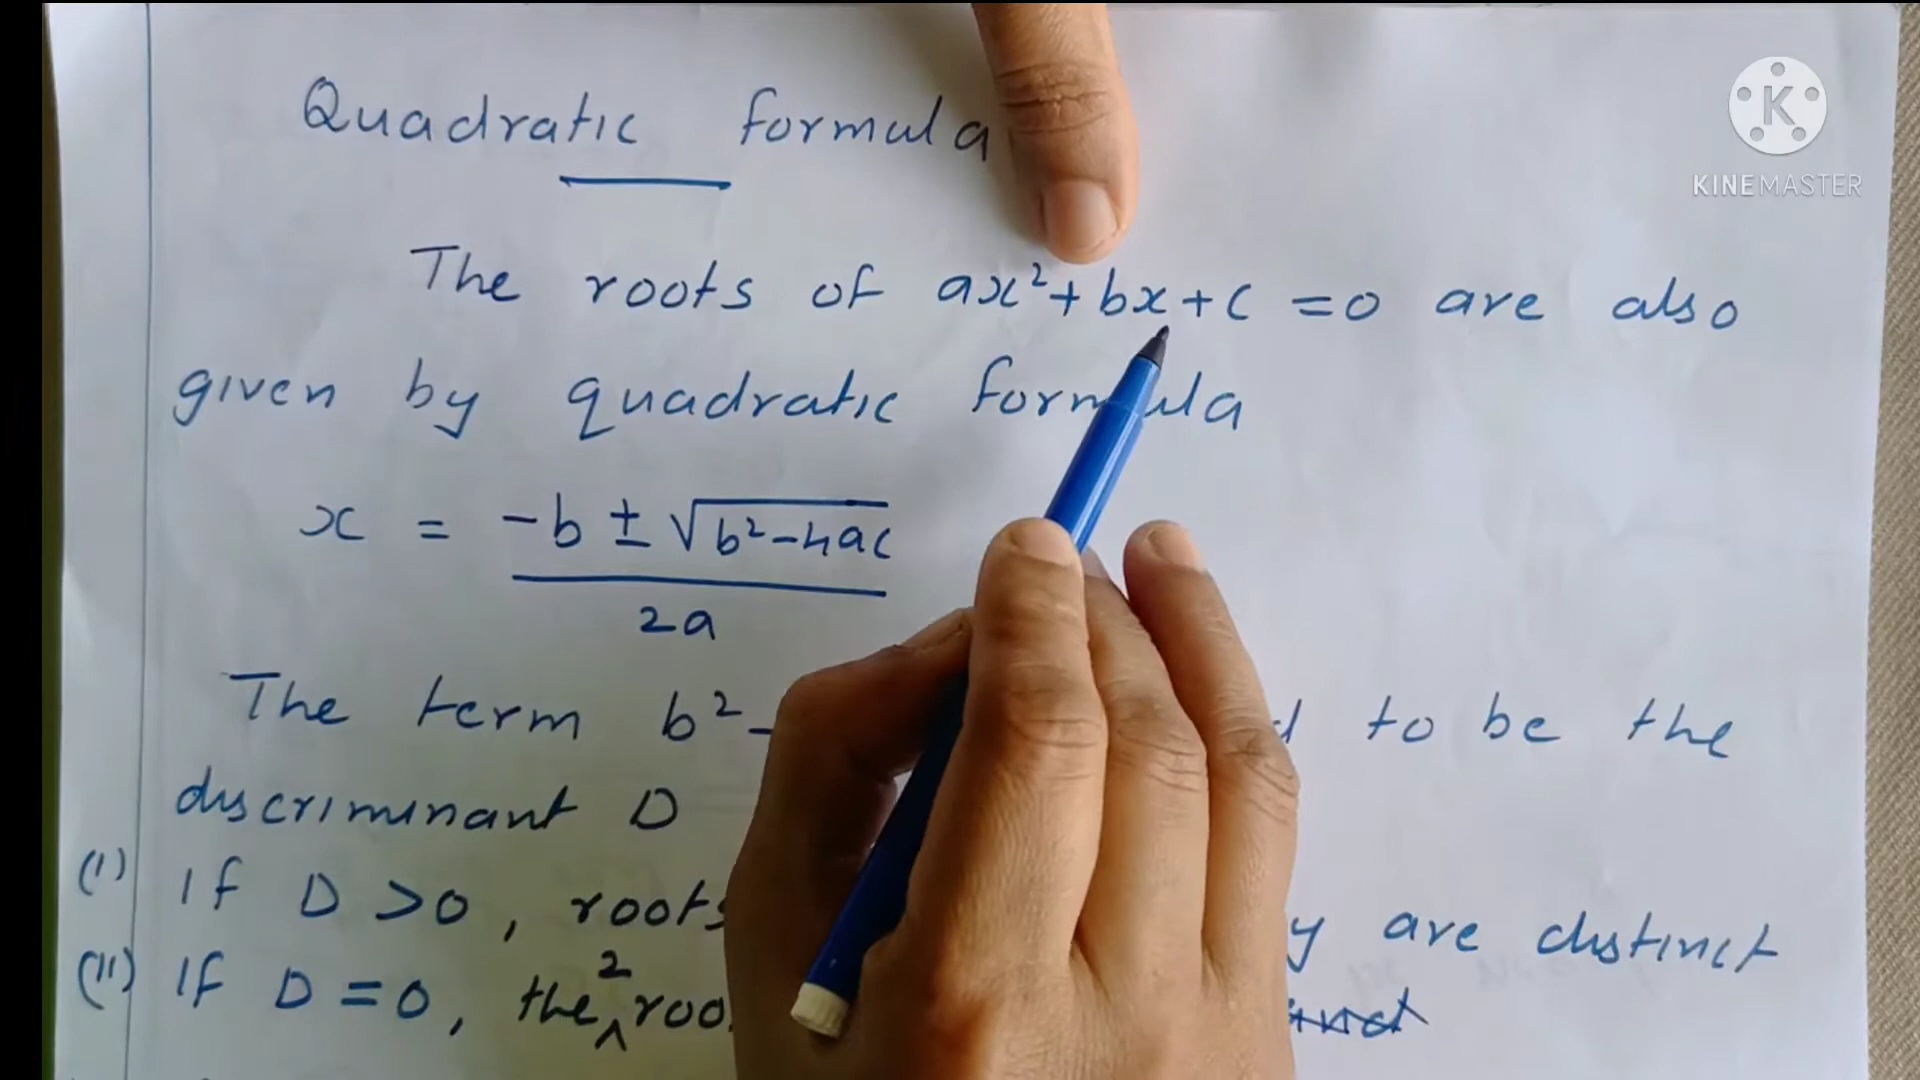 Quadratic formula
K
KINEMASTER
The roots of ax²+bx+c =0 are also
given by quadratic formula
x = -b ± √b²-4ac
2a
The term b²- to be the
discriminant D
(i) If D >0, roots are distinct
(ii) If D =0, the 2